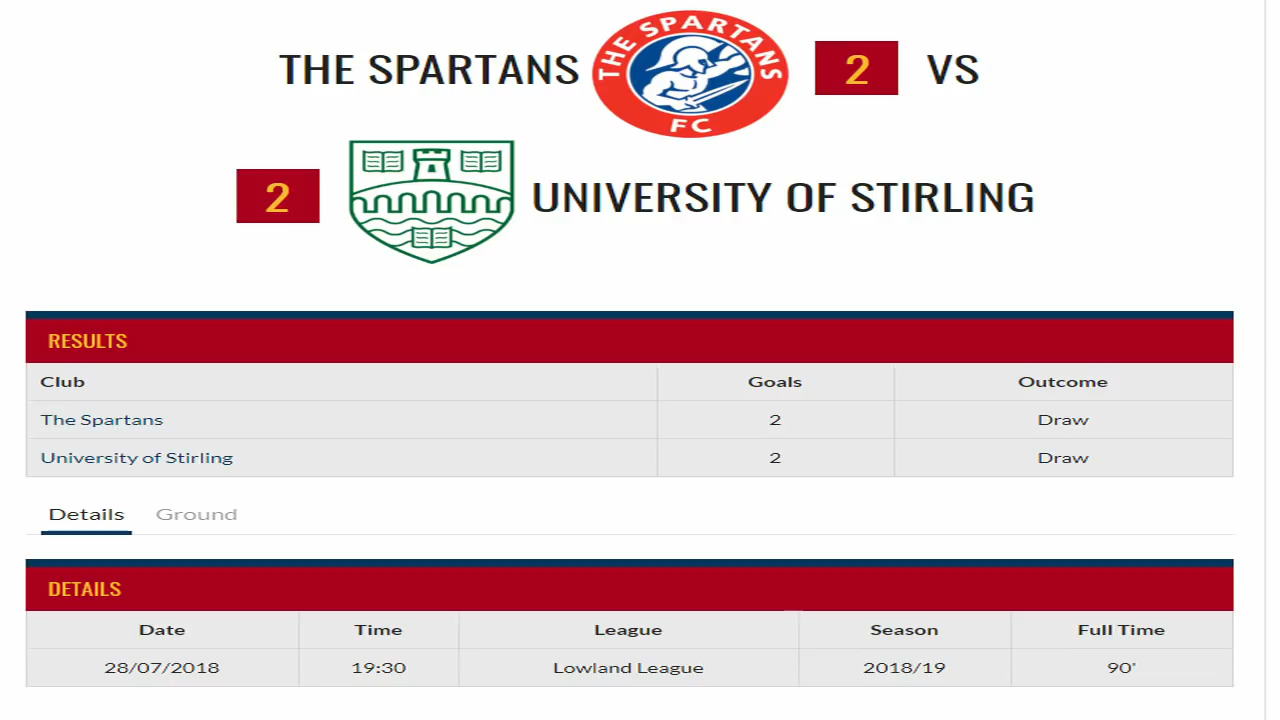 THE SPARTANS THE SPARTANS FC 2 VS
2 UNIVERSITY OF STIRLING
RESULTS
Club Goals Outcome
The Spartans 2 Draw
University of Stirling 2 Draw
Details Ground
DETAILS
Date Time League Season Full Time
28/07/2018 19:30 Lowland League 2018/19 90'